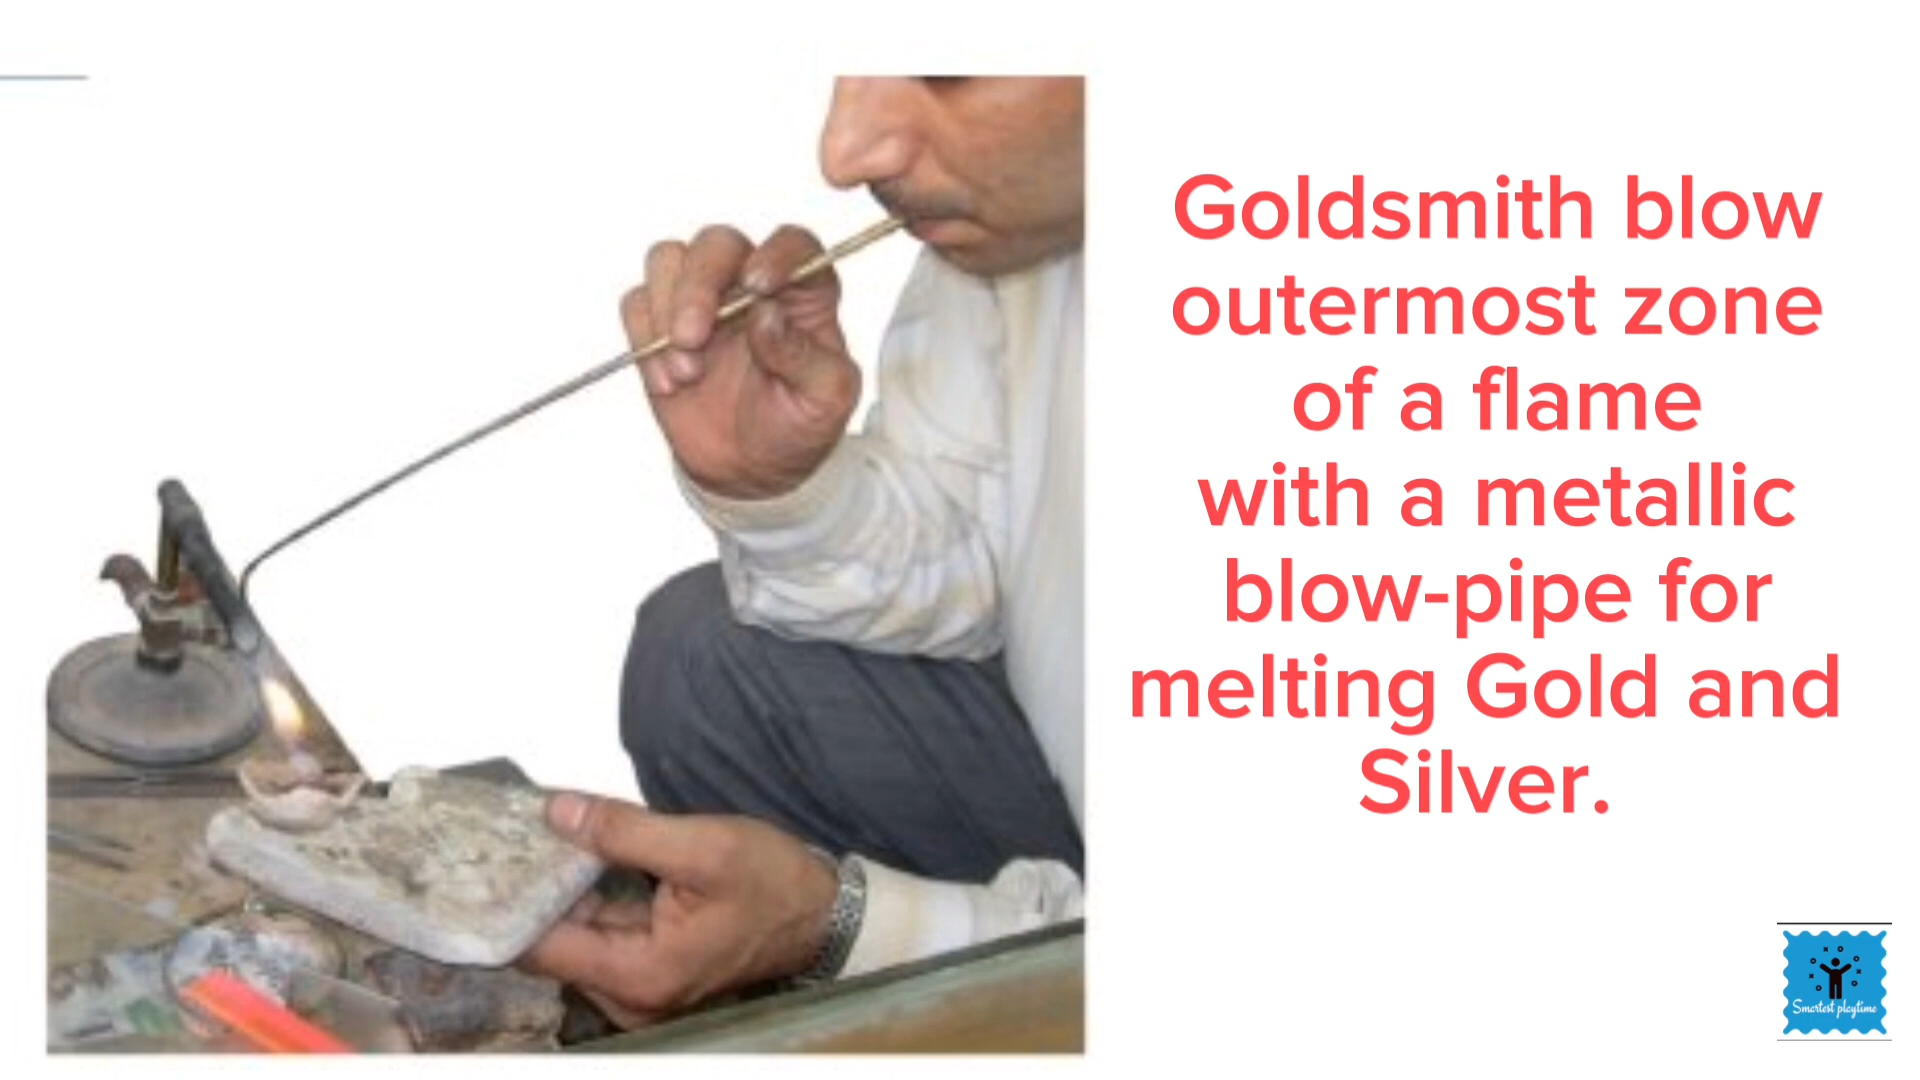 Goldsmith blow
outermost zone
of a flame
with a metallic
blow-pipe for
melting Gold and
Silver.
Smartest playtime